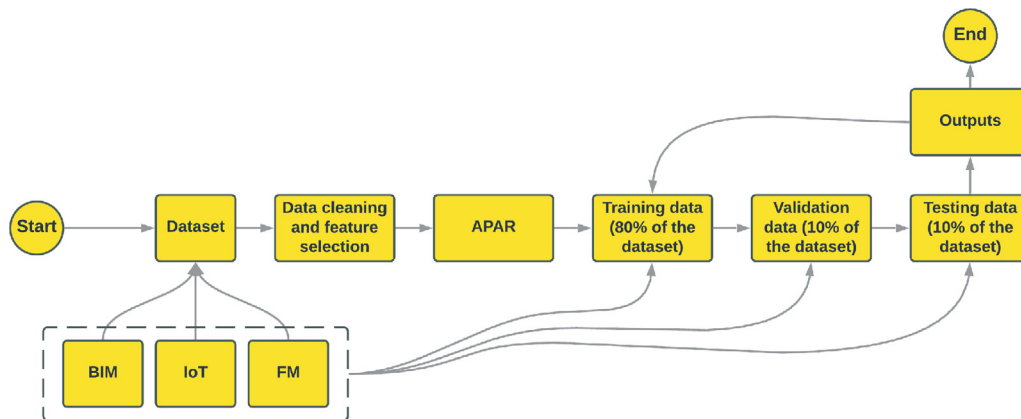 End
Outputs
Start
Dataset
Data cleaning
and feature
selection
APAR
Training data
(80% of the
dataset)
Validation
data (10% of
the dataset)
Testing data
(10% of the
dataset)
BIM
IoT
FM